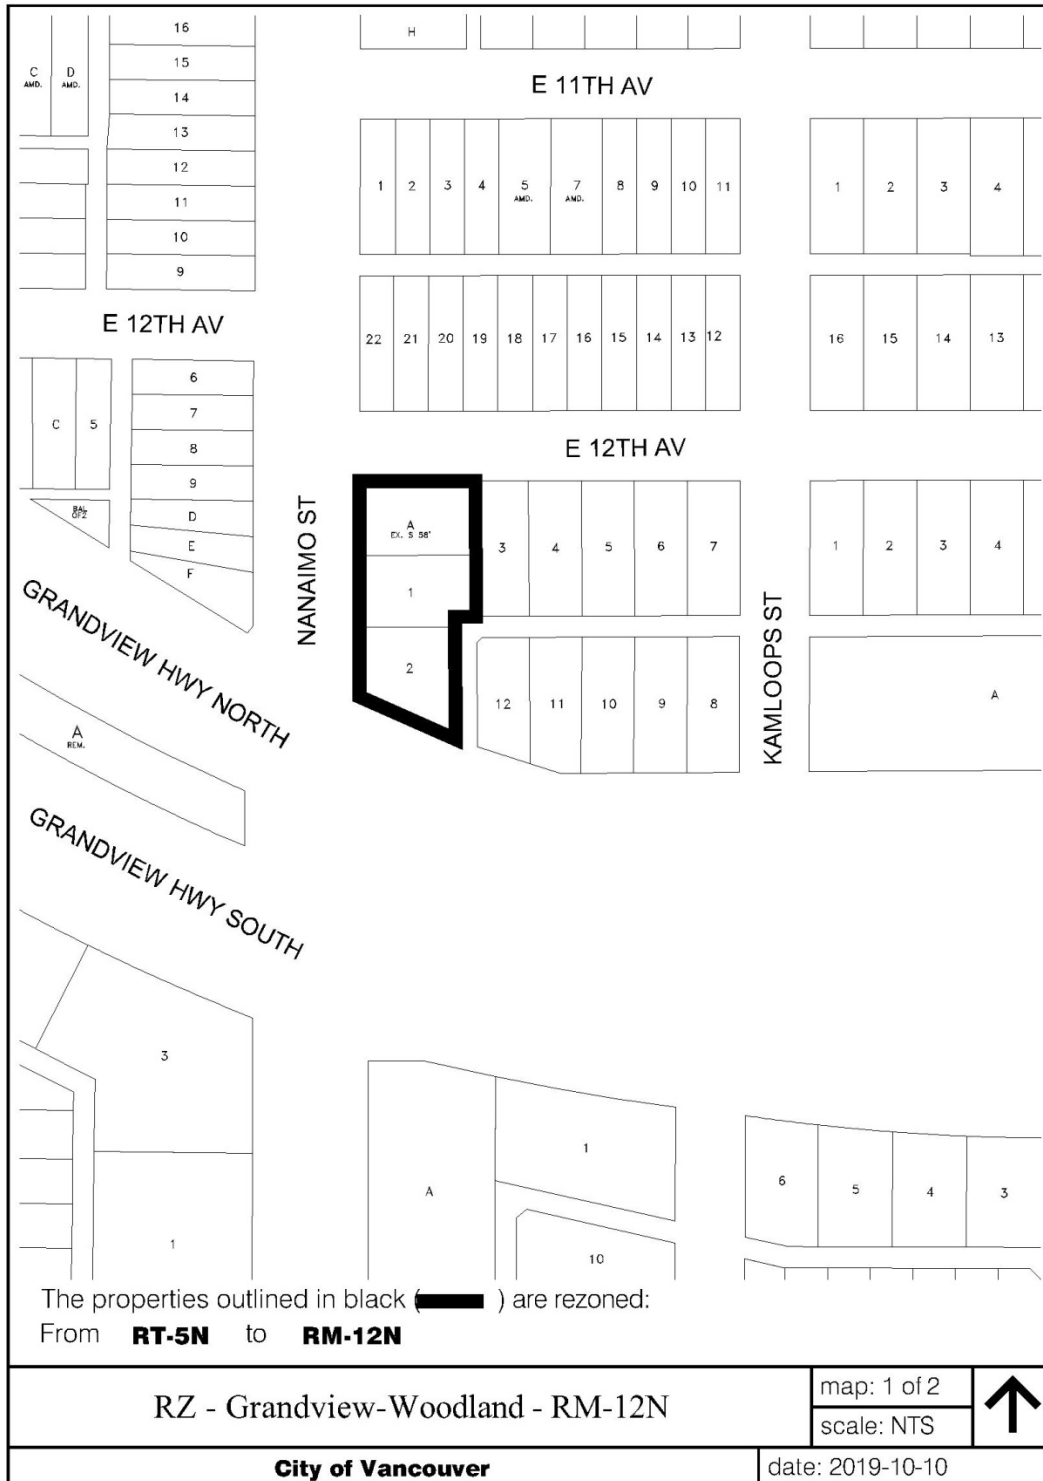 16
H
C
AMD.
D
AMD.
15
14
13
12
11
10
9
E 11TH AV
1
2
3
4
5
AMD.
7
AMD.
8
9
10
11
1
2
3
4
E 12TH AV
22
21
20
19
18
17
16
15
14
13
12
16
15
14
13
C
5
6
7
8
9
D
E
F
BAL
OF2
E 12TH AV
NANAIMO ST
A
EX. S 58'
1
2
3
4
5
6
7
12
11
10
9
8
KAMLOOPS ST
1
2
3
4
A
GRANDVIEW HWY NORTH
A
REM.
GRANDVIEW HWY SOUTH
3
1
A
1
10
6
5
4
3
The properties outlined in black ( ) are rezoned:
From RT-5N to RM-12N
RZ - Grandview-Woodland - RM-12N
map: 1 of 2
scale: NTS
City of Vancouver
date: 2019-10-10